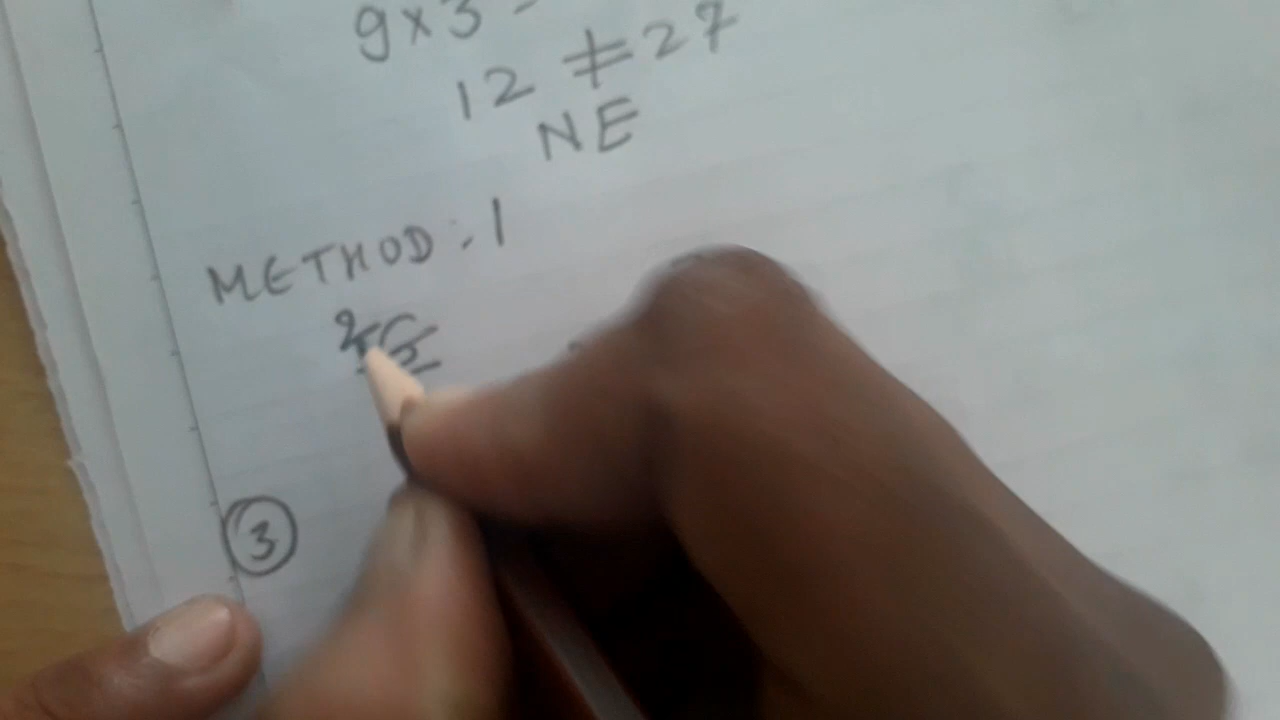 9x3 -
12 ≠ 27
NE
METHOD:1
3